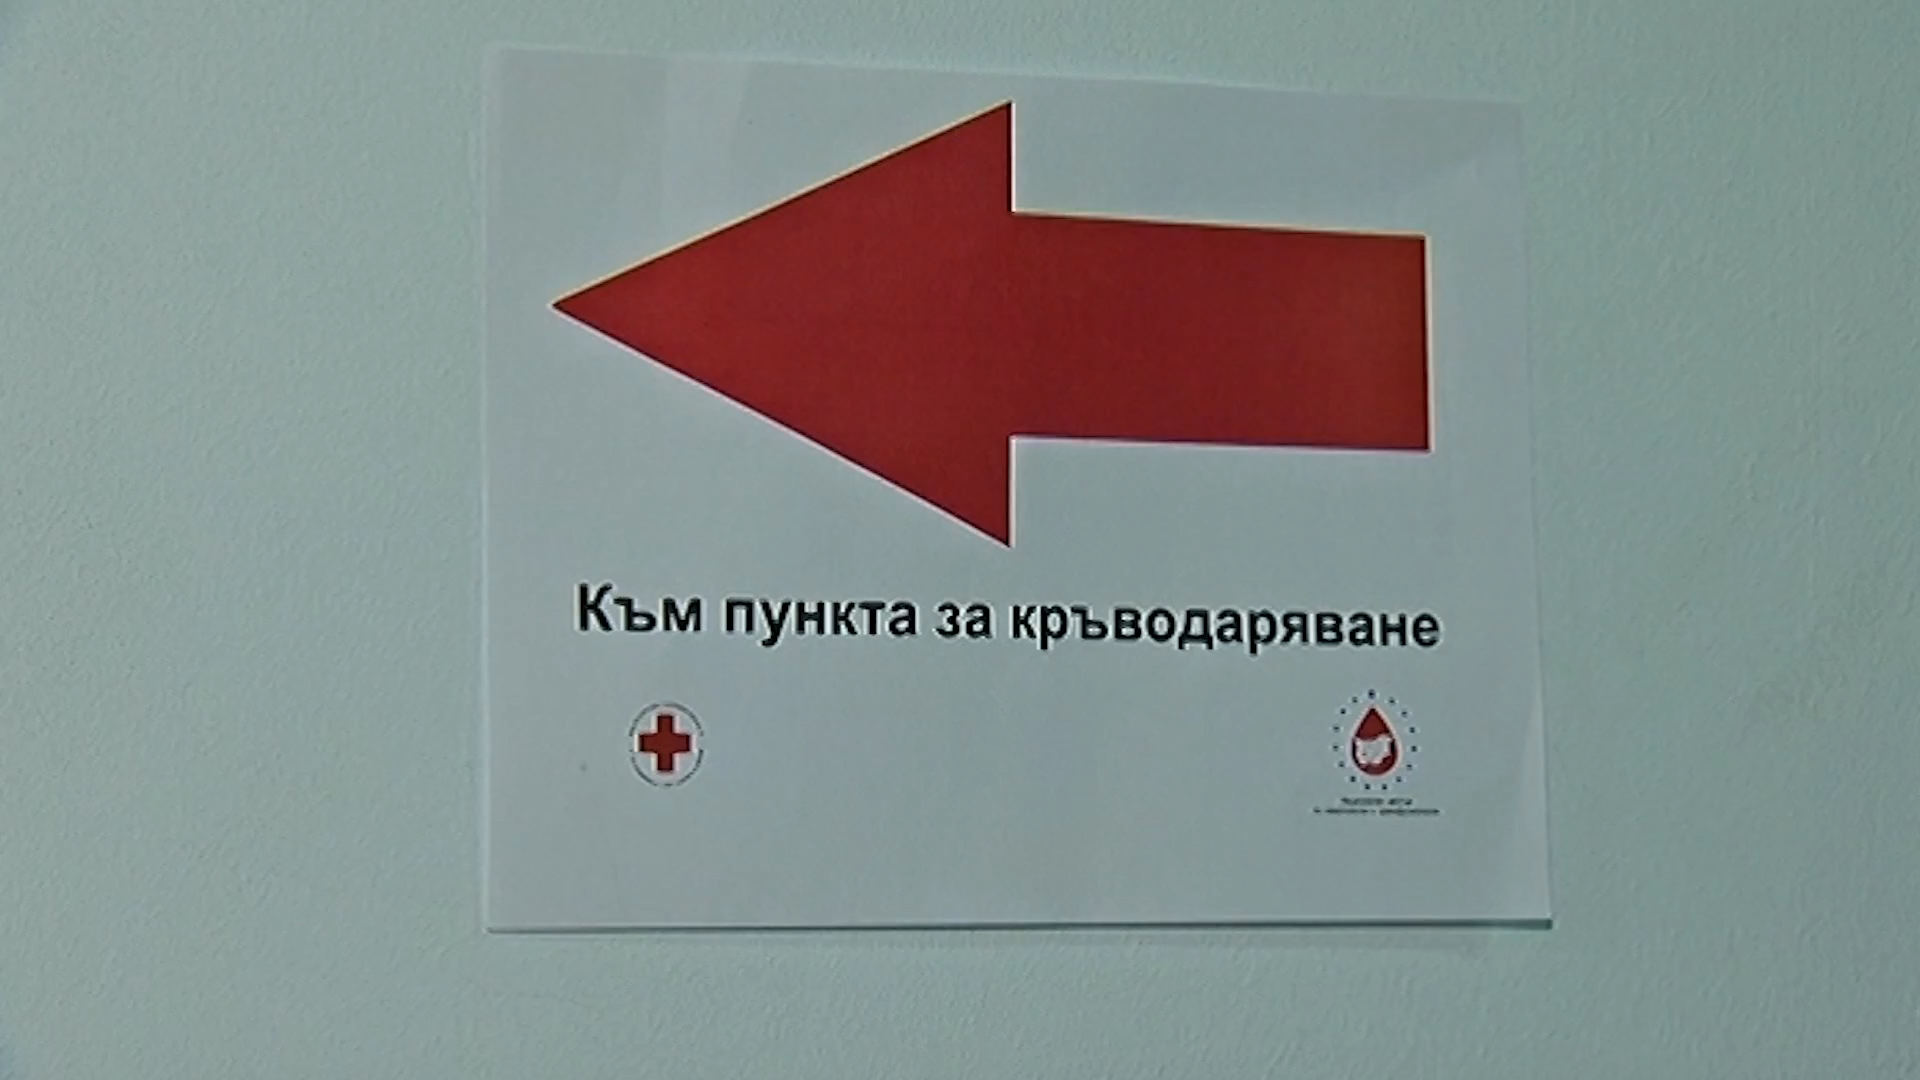 Към пункта за кръводаряване